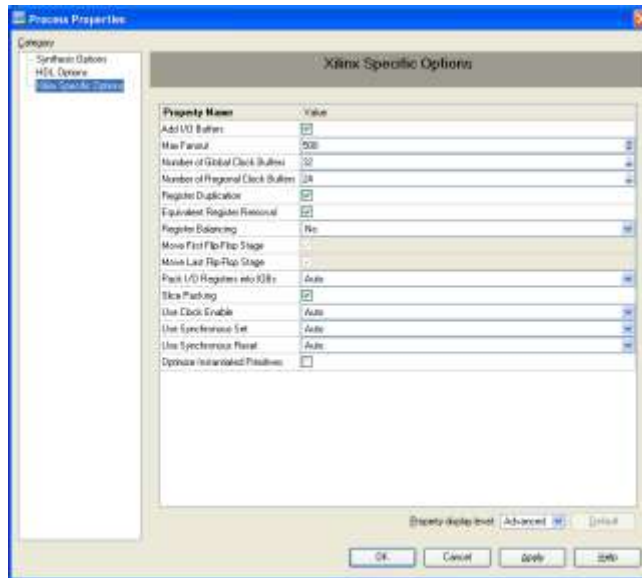 Process Properties
Category
Synthesis Options
HDL Options
Xilinx Specific Options
Xilinx Specific Options
Property Name Value
Add I/O Buffers
Max Fanout 500
Number of Global Clock Buffers 32
Number of Regional Clock Buffers 24
Register Duplication
Equivalent Register Removal
Register Balancing No
Move First Flip-Flop Stage
Move Last Flip-Flop Stage
Pack I/O Registers into IOBs Auto
Slice Packing
Use Clock Enable Auto
Use Synchronous Set Auto
Use Synchronous Reset Auto
Optimize Instantiated Primitives
Property display level: Advanced Default
OK Cancel Apply Help